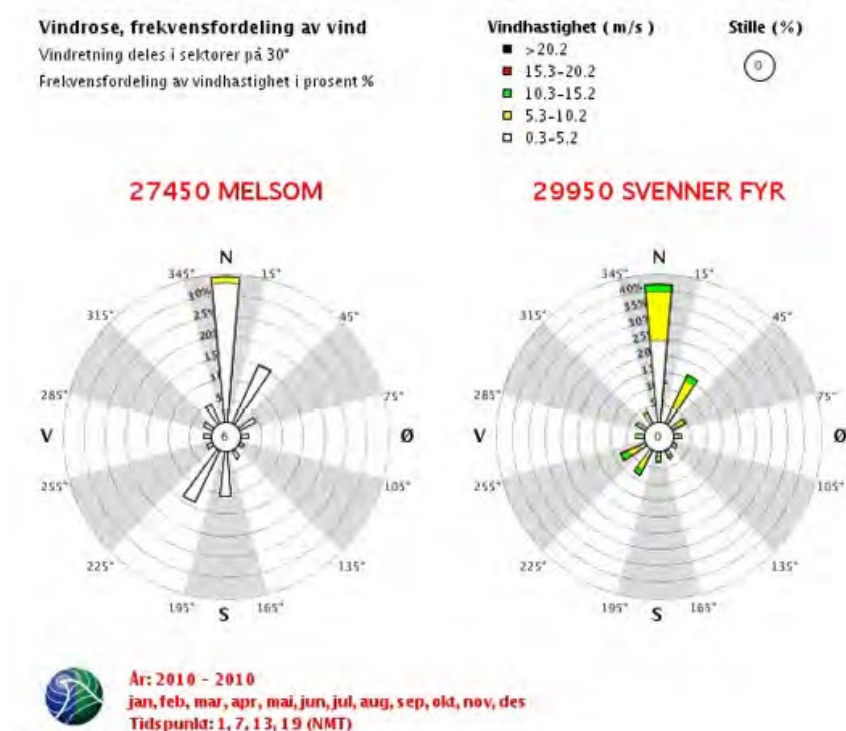 Vindrose, frekvensfordeling av vind
Vindretning deles i sektorer på 30°
Frekvensfordeling av vindhastighet i prosent %
Vindhastighet ( m/s )
>20.2
15.3-20.2
10.3-15.2
5.3-10.2
0.3-5.2
Stille (%)
0
27450 MELSOM
N
345°
15°
315°
45°
285°
75°
V
Ø
255°
105°
225°
135°
195°
165°
S
30%
25%
6
29950 SVENNER FYR
N
345°
15°
315°
45°
285°
75°
V
Ø
255°
105°
225°
135°
195°
165°
S
40%
35%
0
År: 2010 - 2010
jan, feb, mar, apr, mai, jun, jul, aug, sep, okt, nov, des
Tidspunkt: 1, 7, 13, 19 (NMT)